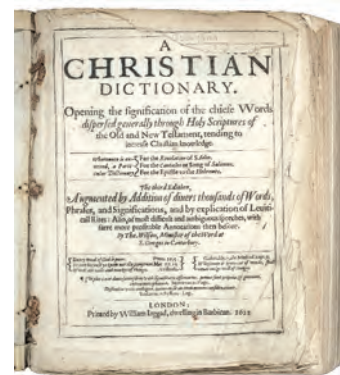 A
CHRISTIAN
DICTIONARY.
Opening the signification of the chiefe Words
dispersed generally through Holy Scriptures of
the Old and New Testament, tending to
increase Christian knowledge.
Whereunto is an- For the Revelation of S. Iohn.
nexed, a Parti- For the Canticles or Song of Salomon.
cular Dictionary For the Epistle to the Hebrewes.
The third Edition,
Augmented by Addition of divers thousands of Words,
Phrases, and Significations, and by explication of Leviti-
call Rites: Also, of most difficult and ambiguous speeches, with
farre more profitable Annotations then before.
By Tho. Wilson, Minister of the Word at
S. Georges in Canterbury.
LONDON:
Printed by William Iaggard, dwelling in Barbican.